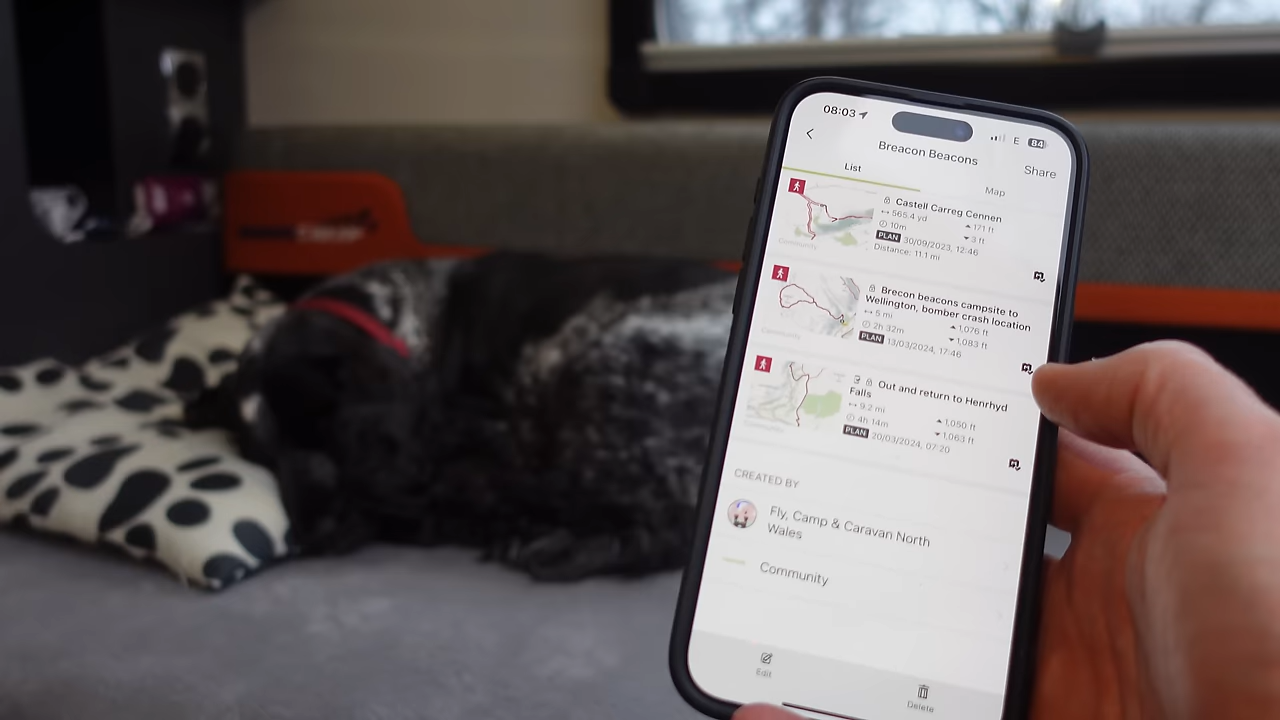 08:03
E 84
Breacon Beacons
Share
List
Map
Castell Carreg Cennen
565.4 yd
171 ft
10m
3 ft
PLAN 30/09/2023, 12:46
Distance: 11.1 mi
Community
Brecon beacons campsite to
Wellington, bomber crash location
5 mi
1,076 ft
2h 32m
1,083 ft
PLAN 13/03/2024, 17:46
Community
Out and return to Henrhyd
Falls
9.2 mi
1,050 ft
4h 14m
1,063 ft
PLAN 20/03/2024, 07:20
Community
CREATED BY
Fly, Camp & Caravan North
Wales
Community
Edit
Delete